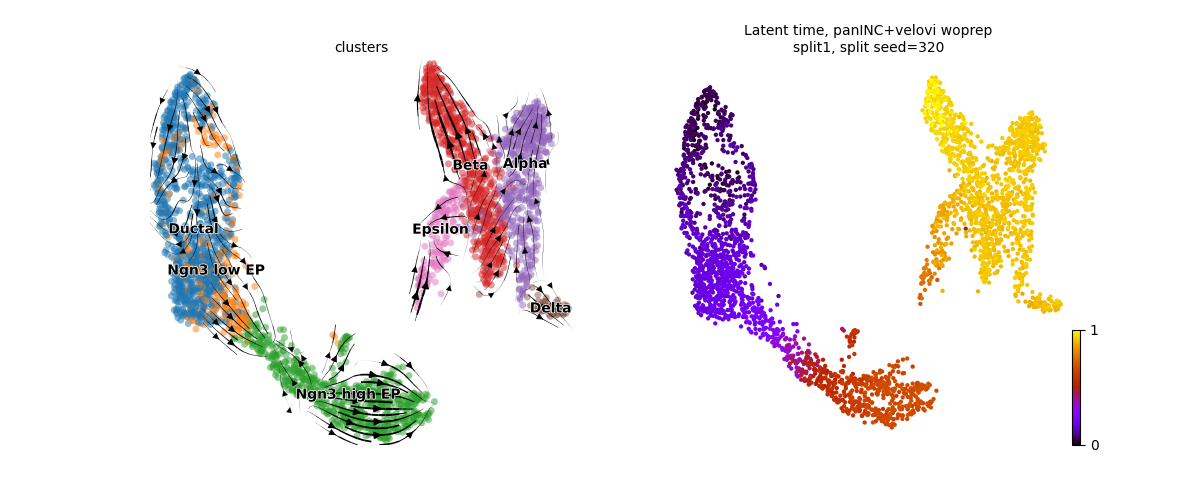 clusters
Beta
Alpha
Ductal
Epsilon
Ngn3 low EP
Delta
Ngn3 high EP
Latent time, panINC+velovi woprep
split1, split seed=320
1
0